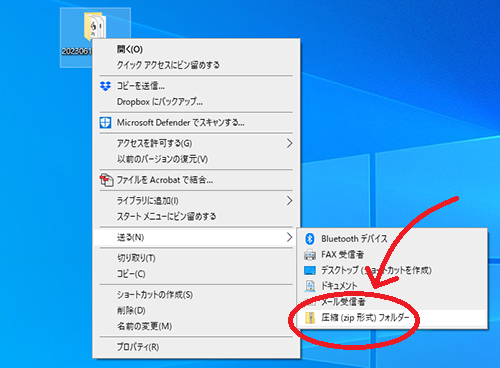 2023061
開く(O)
クイック アクセスにピン留めする
コピーを送信...
Dropbox にバックアップ...
Microsoft Defender でスキャンする...
アクセスを許可する(G)
以前のバージョンの復元(V)
ファイルを Acrobat で結合...
ライブラリに追加(I)
スタート メニューにピン留めする
送る(N)
切り取り(T)
コピー(C)
ショートカットの作成(S)
削除(D)
名前の変更(M)
プロパティ(R)
Bluetooth デバイス
FAX 受信者
デスクトップ (ショートカットを作成)
ドキュメント
メール受信者
圧縮 (zip 形式) フォルダー